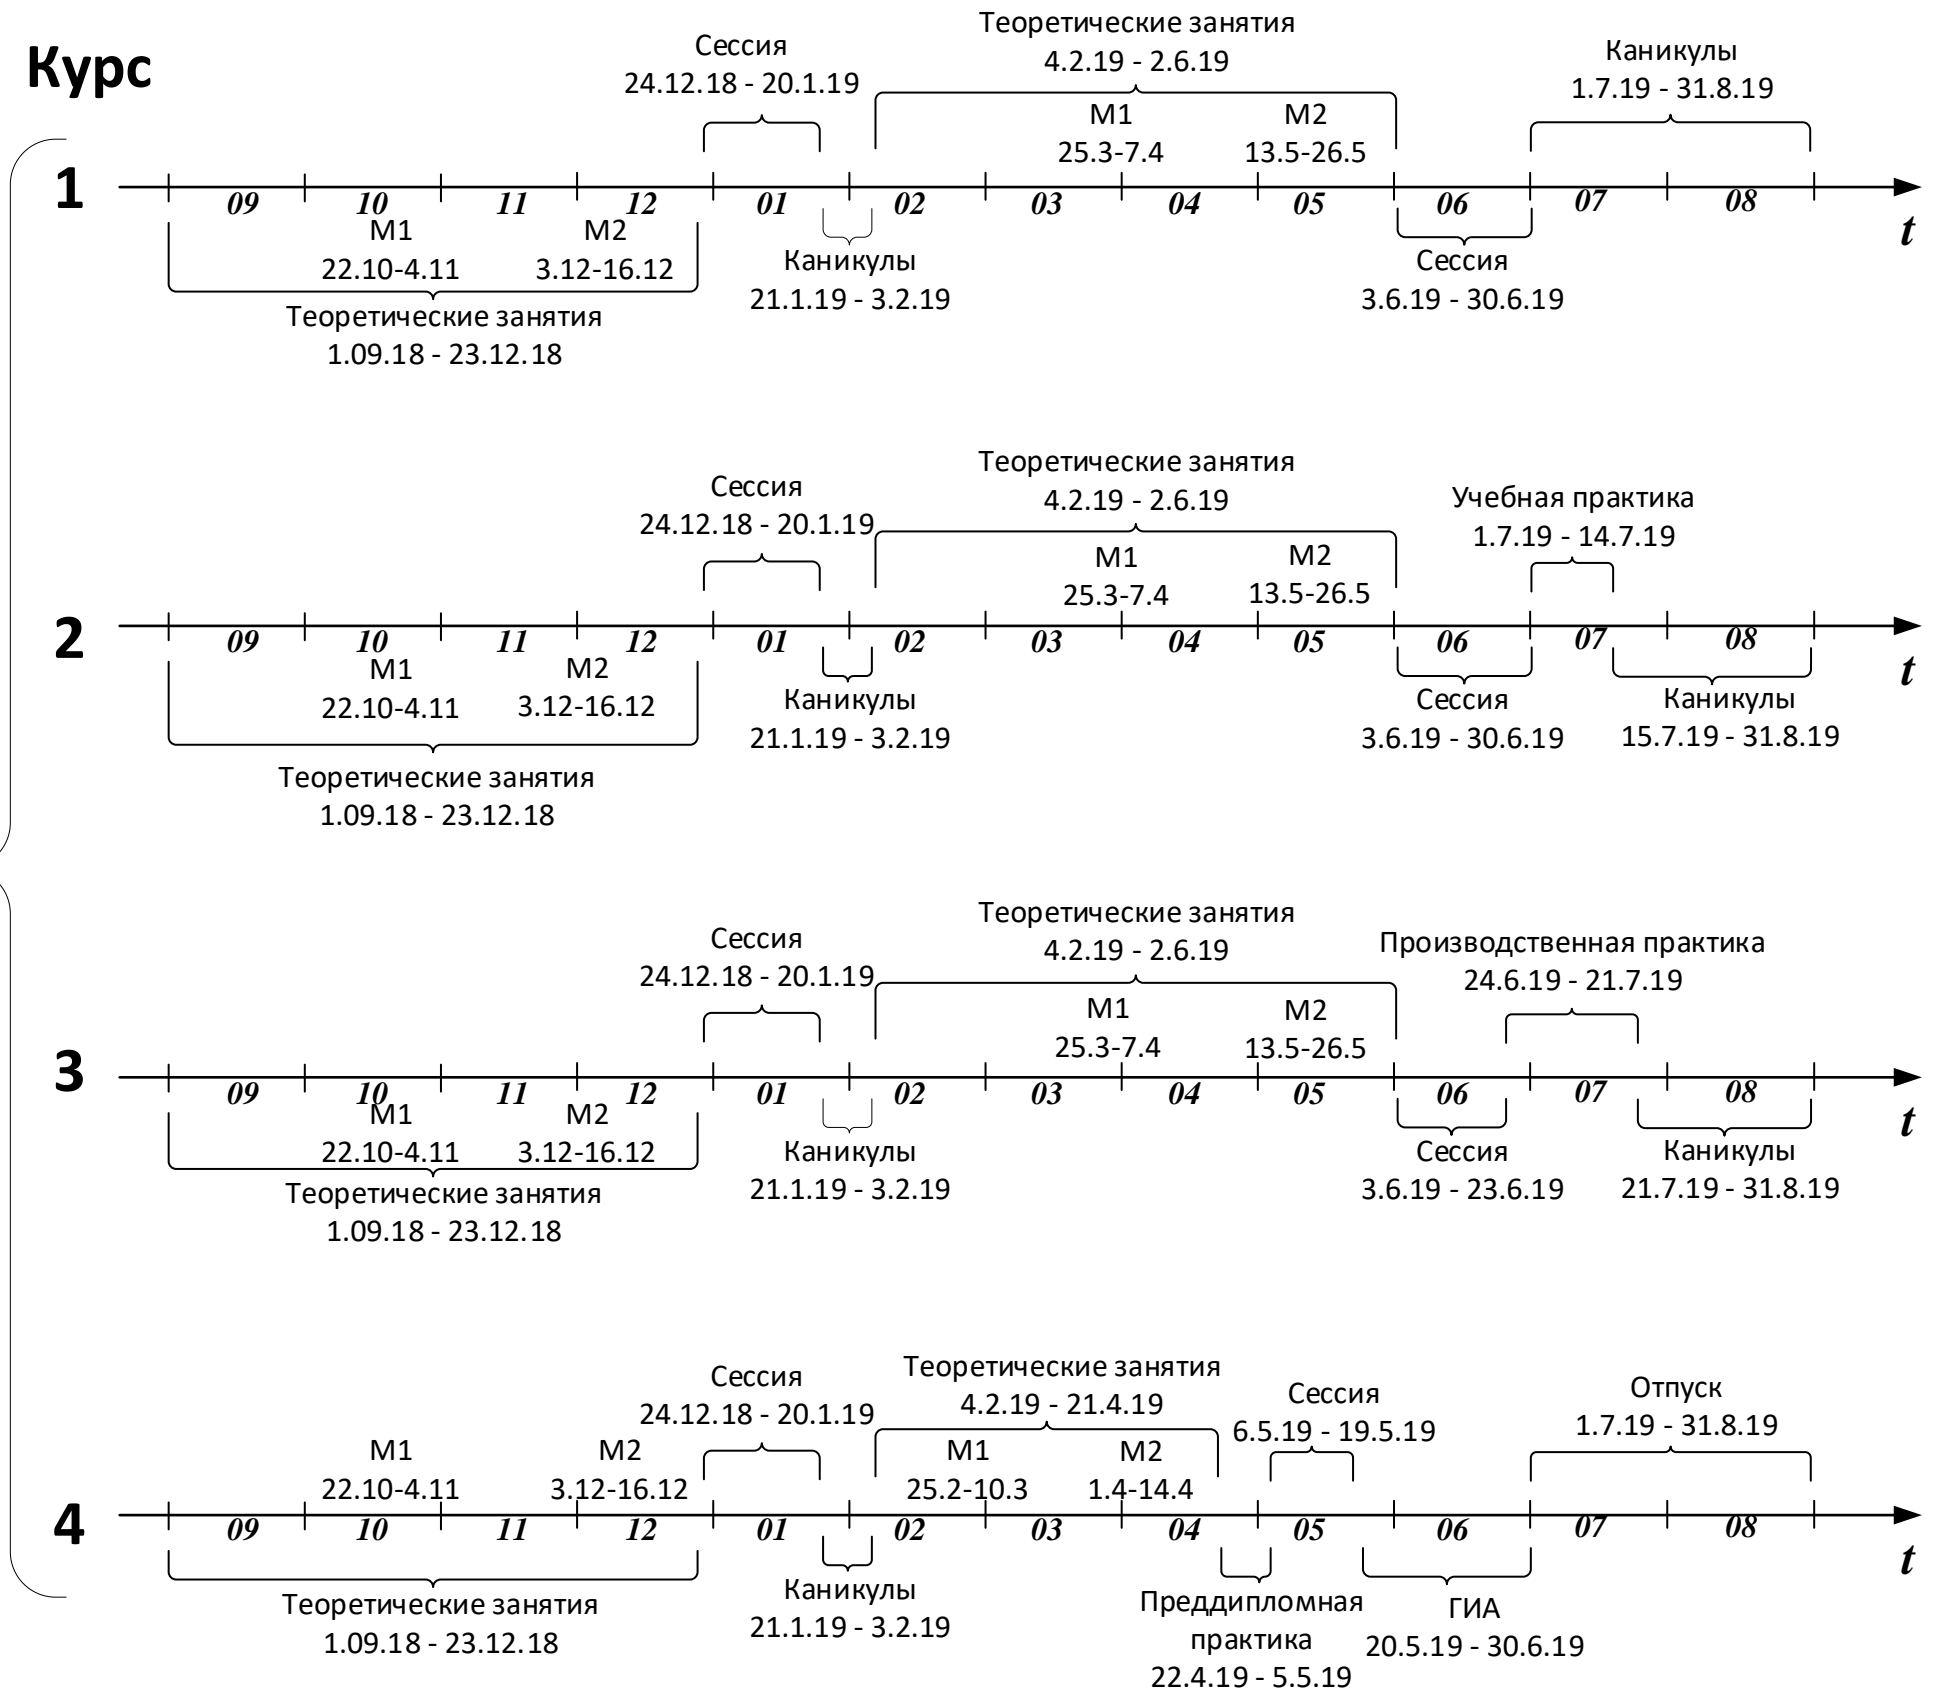 Курс
Теоретические занятия
4.2.19 - 2.6.19
Сессия
24.12.18 - 20.1.19
Каникулы
1.7.19 - 31.8.19
М1
25.3-7.4
М2
13.5-26.5
1
09 10 11 12 01 02 03 04 05 06 07 08
t
М1
22.10-4.11
М2
3.12-16.12
Каникулы
21.1.19 - 3.2.19
Сессия
3.6.19 - 30.6.19
Теоретические занятия
1.09.18 - 23.12.18
Теоретические занятия
4.2.19 - 2.6.19
Сессия
24.12.18 - 20.1.19
Учебная практика
1.7.19 - 14.7.19
М1
25.3-7.4
М2
13.5-26.5
2
09 10 11 12 01 02 03 04 05 06 07 08
t
М1
22.10-4.11
М2
3.12-16.12
Каникулы
21.1.19 - 3.2.19
Сессия
3.6.19 - 30.6.19
Каникулы
15.7.19 - 31.8.19
Теоретические занятия
1.09.18 - 23.12.18
Теоретические занятия
4.2.19 - 2.6.19
Сессия
24.12.18 - 20.1.19
Производственная практика
24.6.19 - 21.7.19
М1
25.3-7.4
М2
13.5-26.5
3
09 10 11 12 01 02 03 04 05 06 07 08
t
М1
22.10-4.11
М2
3.12-16.12
Каникулы
21.1.19 - 3.2.19
Сессия
3.6.19 - 23.6.19
Каникулы
21.7.19 - 31.8.19
Теоретические занятия
1.09.18 - 23.12.18
Теоретические занятия
4.2.19 - 21.4.19
Сессия
24.12.18 - 20.1.19
Сессия
6.5.19 - 19.5.19
Отпуск
1.7.19 - 31.8.19
М1
22.10-4.11
М2
3.12-16.12
М1
25.2-10.3
М2
1.4-14.4
4
09 10 11 12 01 02 03 04 05 06 07 08
t
Теоретические занятия
1.09.18 - 23.12.18
Каникулы
21.1.19 - 3.2.19
Преддипломная
практика
22.4.19 - 5.5.19
ГИА
20.5.19 - 30.6.19